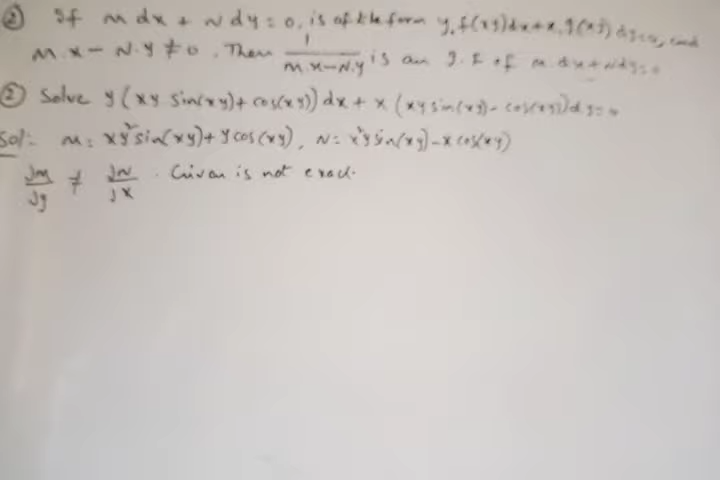 ② If M dx + N dy = 0, is of the form y.f(xy)dx + x.g(xy) dy = 0, and
M.x - N.y ≠ 0. Then 1/(M.x-N.y) is an I.F of M dx + N dy = 0
② Solve y(xy sin(xy) + cos(xy)) dx + x(xy sin(xy) - cos(xy)) dy = 0
Sol: M = xy² sin(xy) + y cos(xy), N = x²y sin(xy) - x cos(xy)
∂M/∂y ≠ ∂N/∂x . Given is not exact.